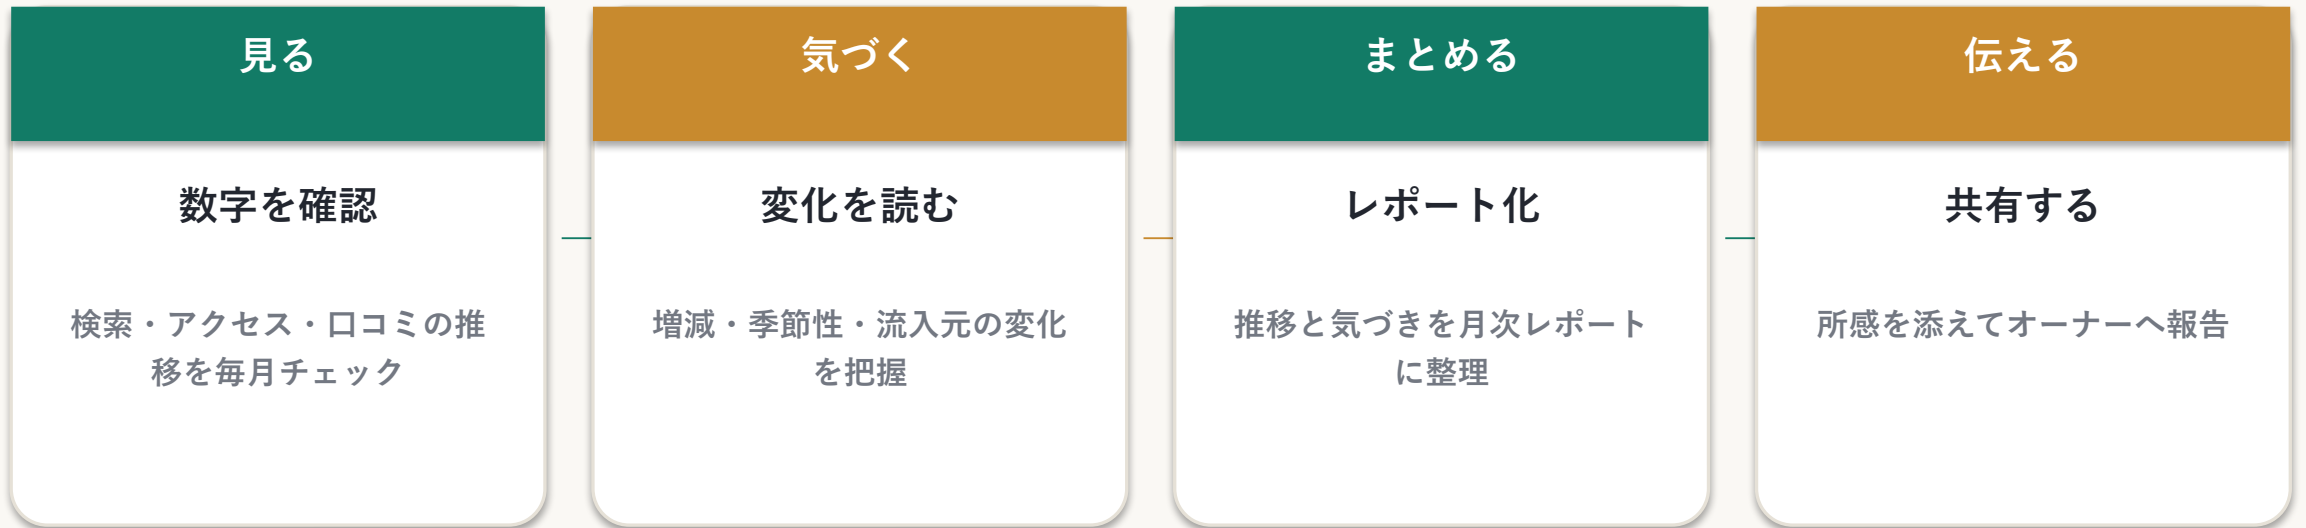 見る
数字を確認
検索・アクセス・口コミの推
移を毎月チェック
気づく
変化を読む
増減・季節性・流入元の変化
を把握
まとめる
レポート化
推移と気づきを月次レポート
に整理
伝える
共有する
所感を添えてオーナーへ報告